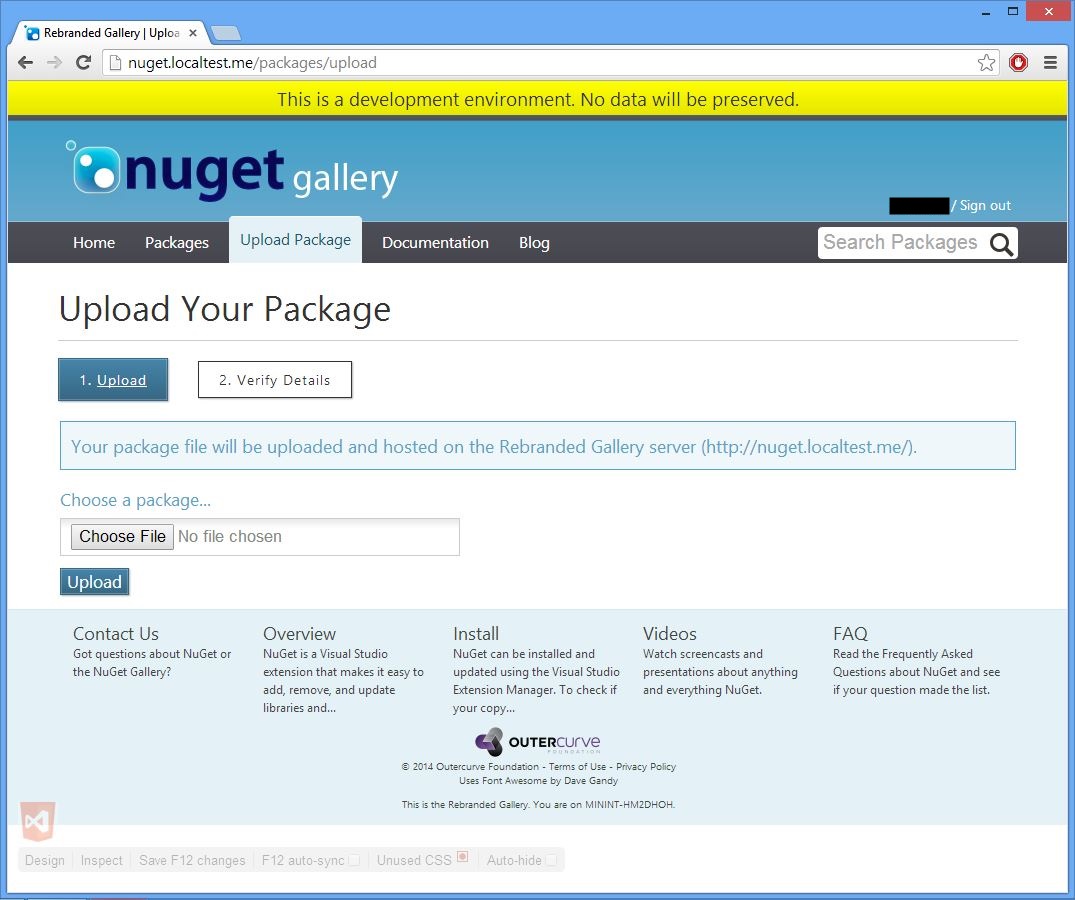 Rebranded Gallery | Uploa
nuget.localtest.me/packages/upload
This is a development environment. No data will be preserved.
nuget gallery
/ Sign out
Home Packages Upload Package Documentation Blog Search Packages
Upload Your Package
1. Upload 2. Verify Details
Your package file will be uploaded and hosted on the Rebranded Gallery server (http://nuget.localtest.me/).
Choose a package...
Choose File No file chosen
Upload
Contact Us
Got questions about NuGet or
the NuGet Gallery?
Overview
NuGet is a Visual Studio
extension that makes it easy to
add, remove, and update
libraries and...
Install
NuGet can be installed and
updated using the Visual Studio
Extension Manager. To check if
your copy...
Videos
Watch screencasts and
presentations about anything
and everything NuGet.
FAQ
Read the Frequently Asked
Questions about NuGet and see
if your question made the list.
OUTERCURVE
FOUNDATION
© 2014 Outercurve Foundation - Terms of Use - Privacy Policy
Uses Font Awesome by Dave Gandy
This is the Rebranded Gallery. You are on MININT-HM2DHOH.
Design Inspect Save F12 changes F12 auto-sync Unused CSS Auto-hide